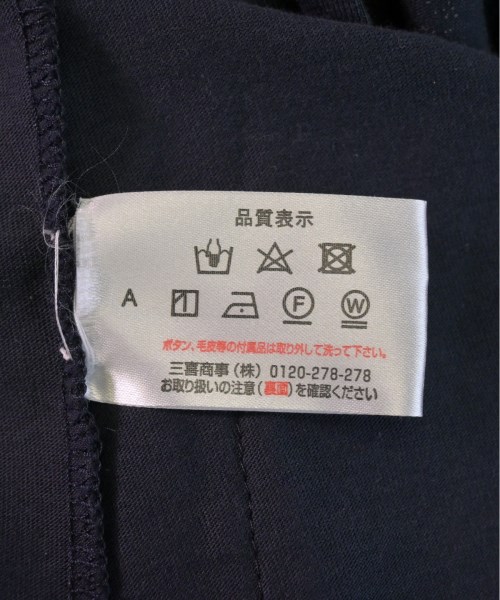 品質表示
A
F
W
ボタン、毛皮等の付属品は取り外して洗って下さい。
三喜商事(株) 0120-278-278
お取り扱いの注意(裏面)を確認ください